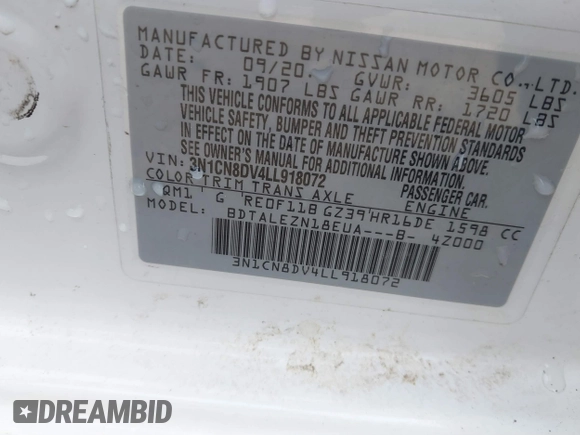 MANUFACTURED BY NISSAN MOTOR CO.,LTD.
DATE: 09/20 GVWR: 3605 LBS
GAWR FR: 1907 LBS GAWR RR: 1720 LBS
THIS VEHICLE CONFORMS TO ALL APPLICABLE FEDERAL MOTOR
VEHICLE SAFETY, BUMPER AND THEFT PREVENTION STANDARDS
IN EFFECT ON THE DATE OF MANUFACTURE SHOWN ABOVE.
SEE OWNER'S MANUAL FOR ADDITIONAL INFORMATION
VIN: 3N1CN8DV4LL918072 PASSENGER CAR
COLOR TRIM TRANS AXLE ENGINE
QM1 G RE0F11B GZ39 HR16DE 1598 CC
BDTALEZN18EUA---B- 4Z000
3N1CN8DV4LL918072
DREAMBID